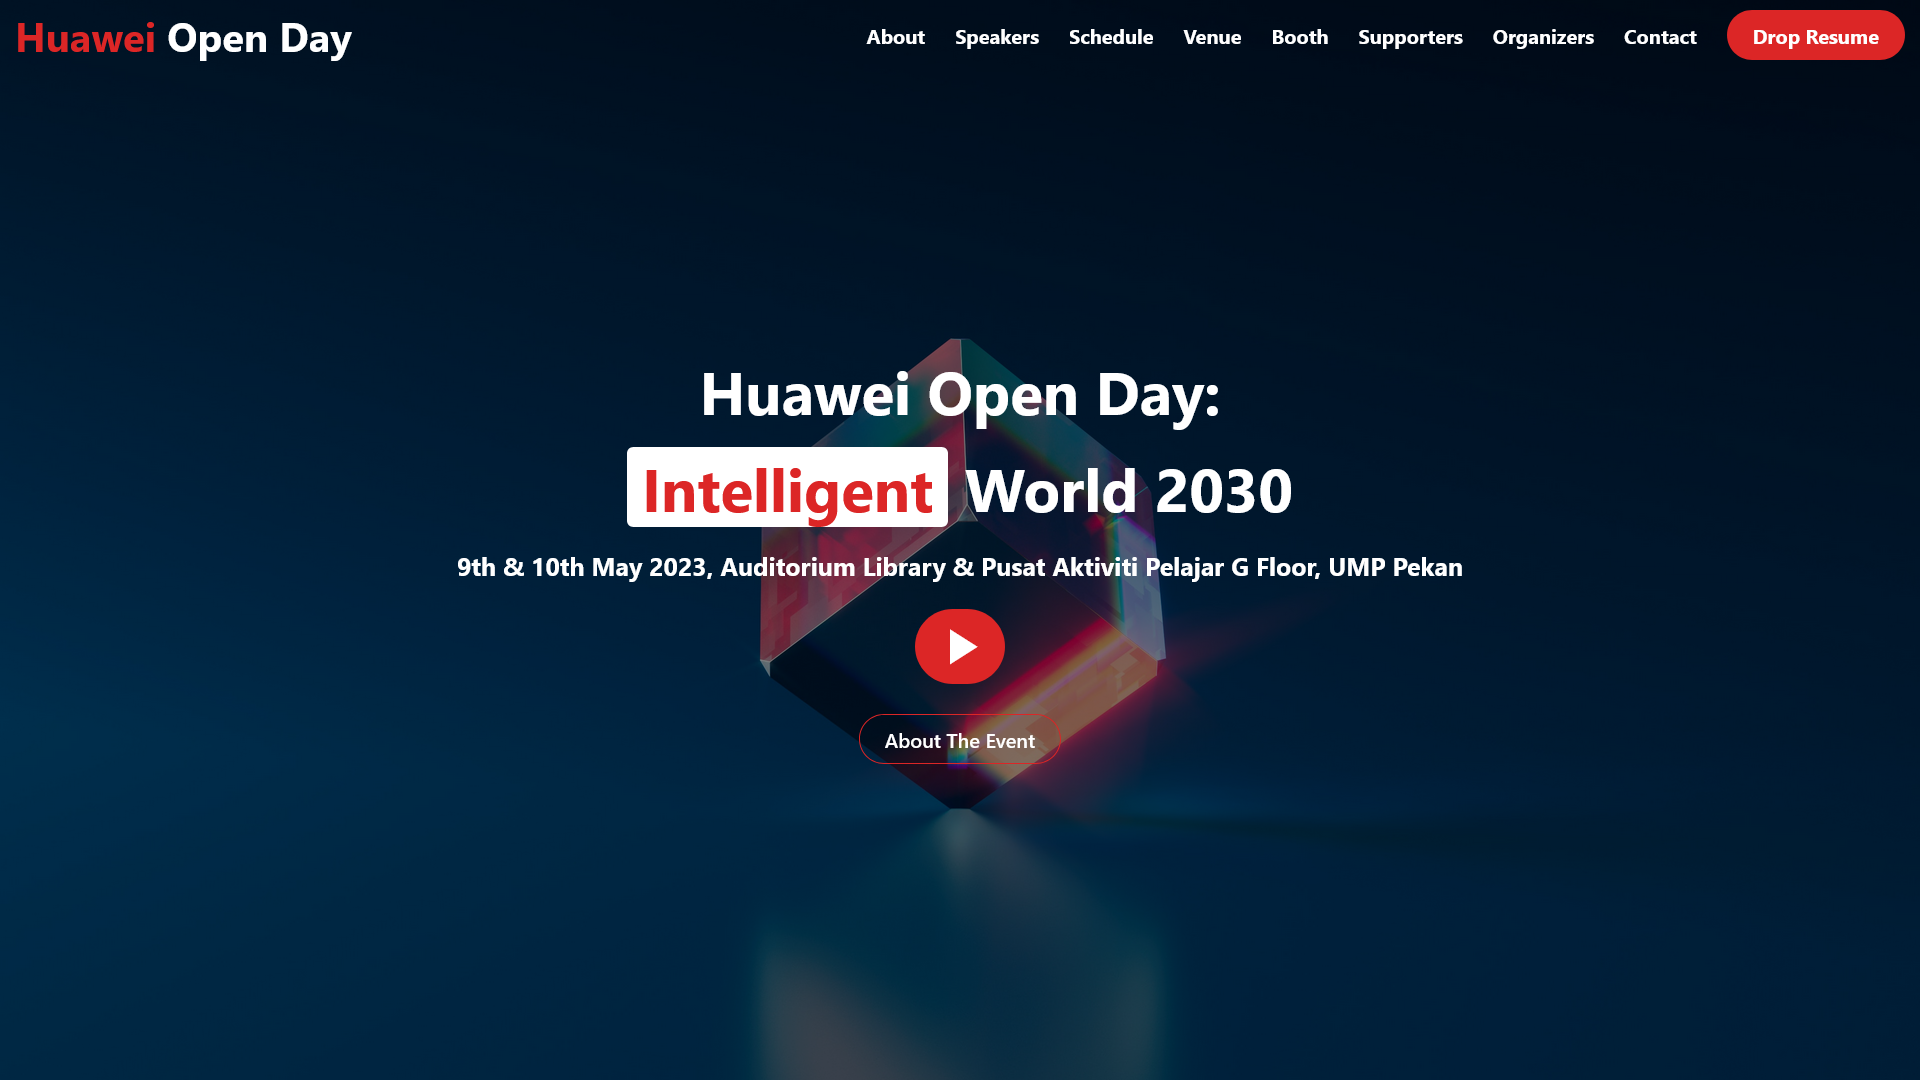 Huawei Open Day
About
Speakers
Schedule
Venue
Booth
Supporters
Organizers
Contact
Drop Resume
Huawei Open Day:
Intelligent World 2030
9th & 10th May 2023, Auditorium Library & Pusat Aktiviti Pelajar G Floor, UMP Pekan
About The Event